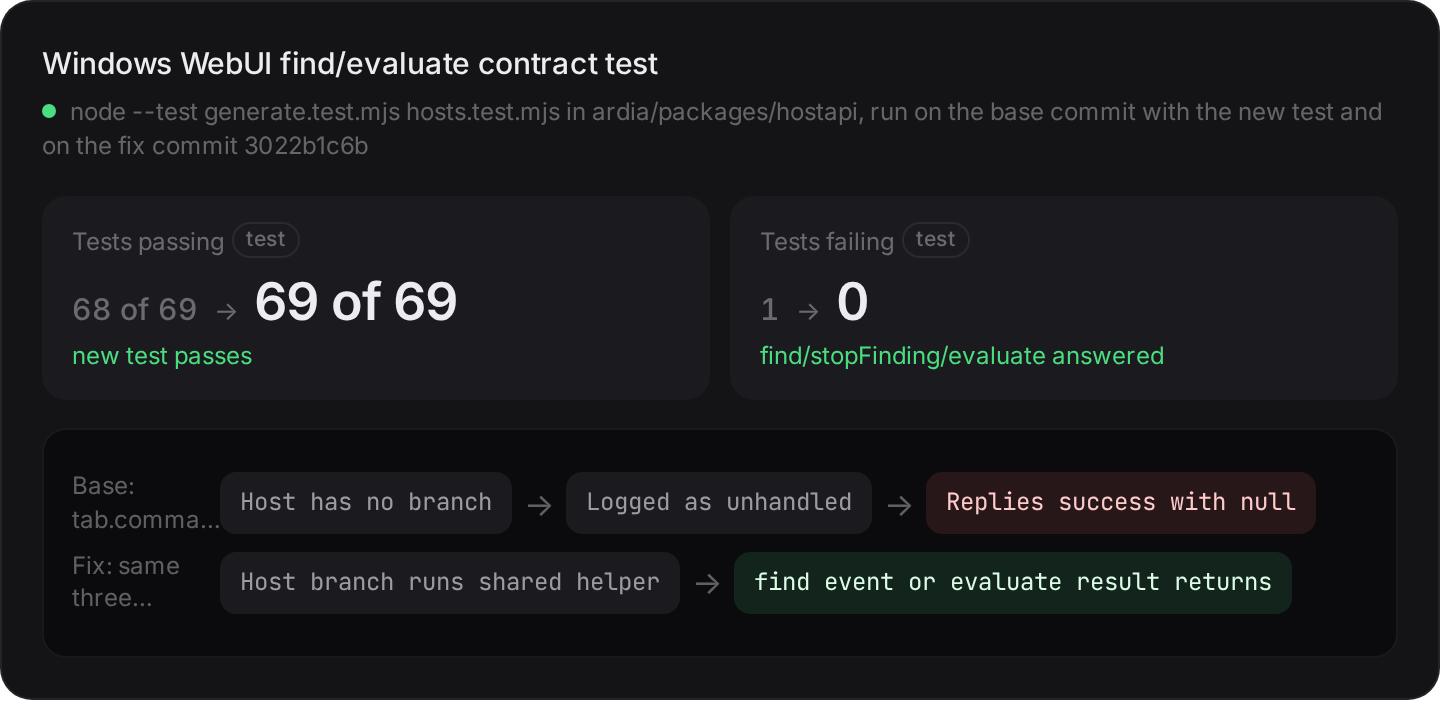 Windows WebUI find/evaluate contract test
node --test generate.test.mjs hosts.test.mjs in ardia/packages/hostapi, run on the base commit with the new test and
on the fix commit 3022b1c6b
Tests passing test
68 of 69 → 69 of 69
new test passes
Tests failing test
1 → 0
find/stopFinding/evaluate answered
Base:
tab.comma...
Host has no branch → Logged as unhandled → Replies success with null
Fix: same
three...
Host branch runs shared helper → find event or evaluate result returns